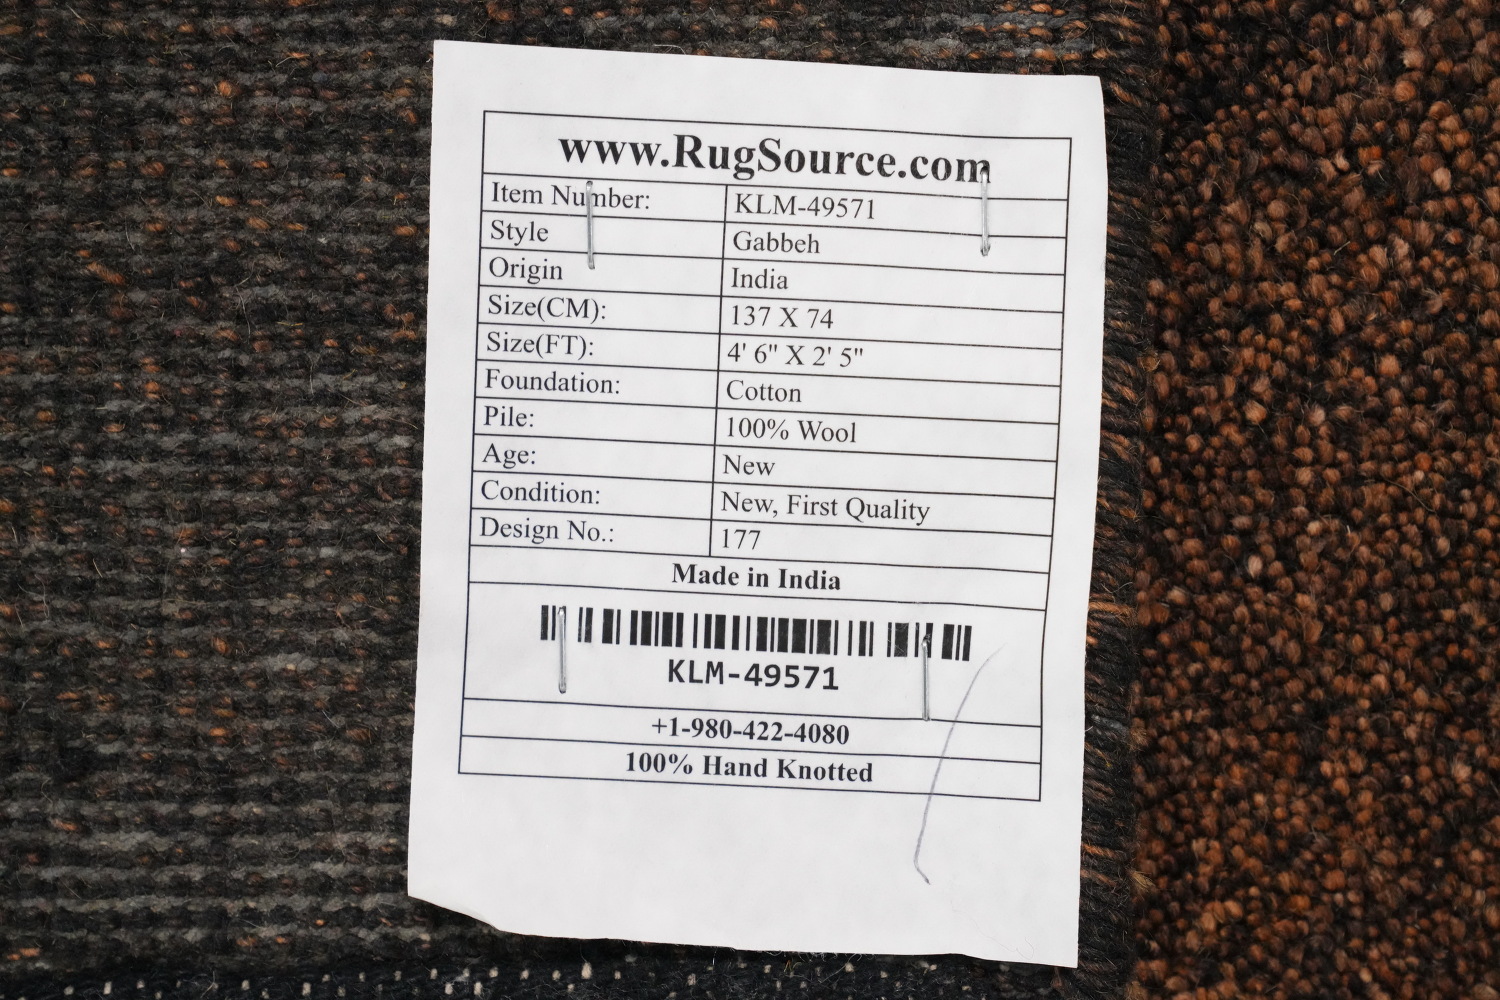 www.RugSource.com
Item Number: KLM-49571
Style Gabbeh
Origin India
Size(CM): 137 X 74
Size(FT): 4' 6" X 2' 5"
Foundation: Cotton
Pile: 100% Wool
Age: New
Condition: New, First Quality
Design No.: 177
Made in India
KLM-49571
+1-980-422-4080
100% Hand Knotted